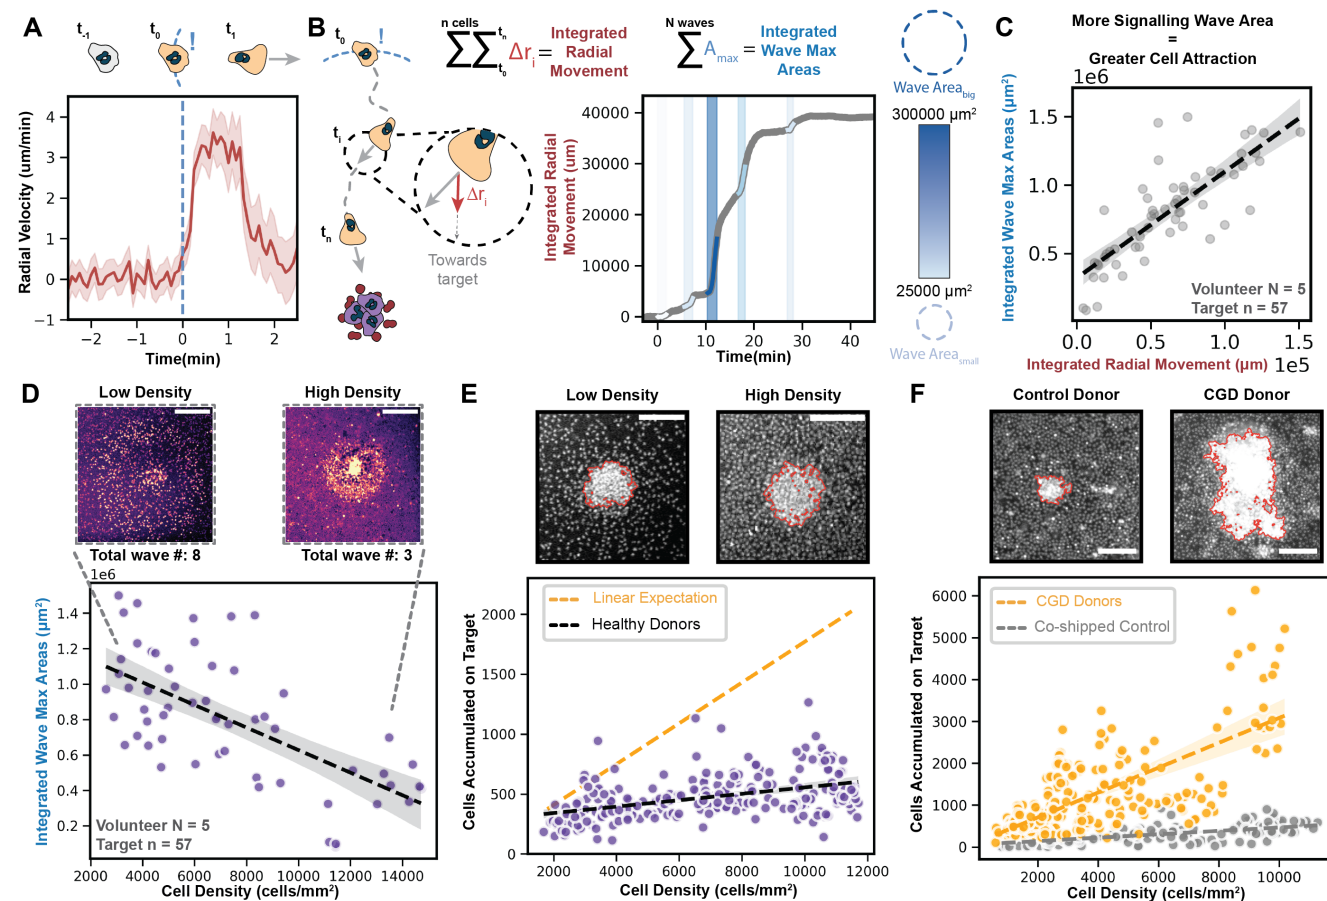 A
t-1
t0
!
t1
Radial Velocity (um/min)
4
3
2
1
0
−1
−2
−1
0
1
2
Time(min)
B
t0
!
n cells
∑∑ tn t0 Δri = Integrated
Radial
Movement
N waves
∑ Amax = Integrated
Wave Max
Areas
ti
Δri
tn
Towards
target
Integrated Radial
Movement (um)
40000
30000
20000
10000
0
0
10
20
30
40
Time(min)
Wave Areabig
300000 µm²
25000 µm²
Wave Areasmall
C
More Signalling Wave Area
=
Greater Cell Attraction
1e6
Integrated Wave Max Areas (µm²)
1.5
1.0
0.5
Volunteer N = 5
Target n = 57
0.0
0.5
1.0
1.5
Integrated Radial Movement (µm)
1e5
D
Low Density
High Density
Total wave #: 8
Total wave #: 3
1e6
Integrated Wave Max Areas (µm²)
1.4
1.2
1.0
0.8
0.6
0.4
0.2
Volunteer N = 5
Target n = 57
2000
4000
6000
8000
10000
12000
14000
Cell Density (cells/mm²)
E
Low Density
High Density
Linear Expectation
Healthy Donors
Cells Accumulated on Target
2000
1500
1000
500
0
2000
4000
6000
8000
10000
12000
Cell Density (cells/mm²)
F
Control Donor
CGD Donor
CGD Donors
Co-shipped Control
Cells Accumulated on Target
6000
5000
4000
3000
2000
1000
0
2000
4000
6000
8000
10000
Cell Density (cells/mm²)